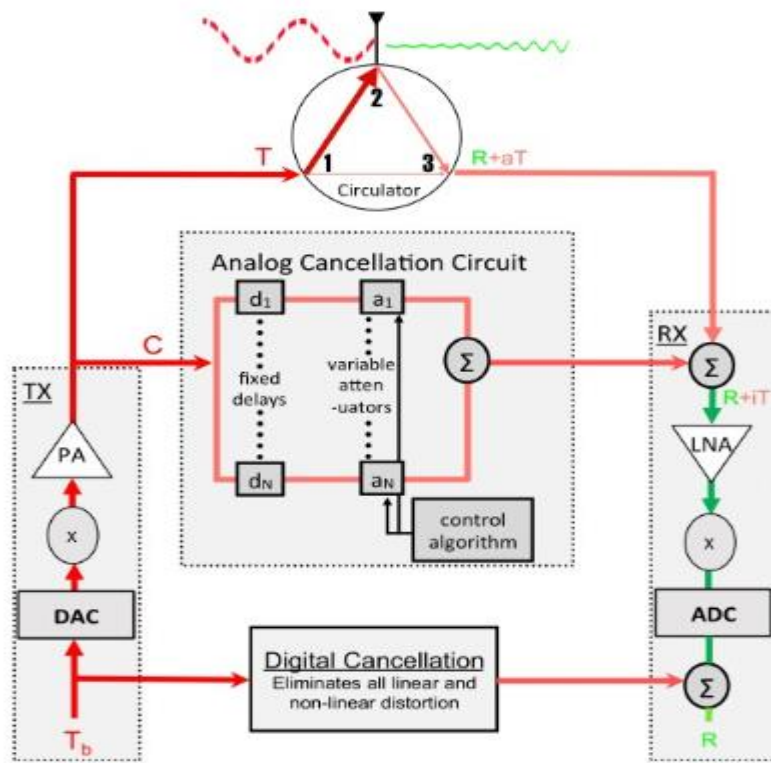 2
T
1
3
R+aT
Circulator
Analog Cancellation Circuit
d1
a1
C
Σ
fixed
delays
variable
atten
-uators
dN
aN
control
algorithm
TX
PA
x
DAC
Tb
Digital Cancellation
Eliminates all linear and
non-linear distortion
RX
Σ
R+iT
LNA
x
ADC
Σ
R